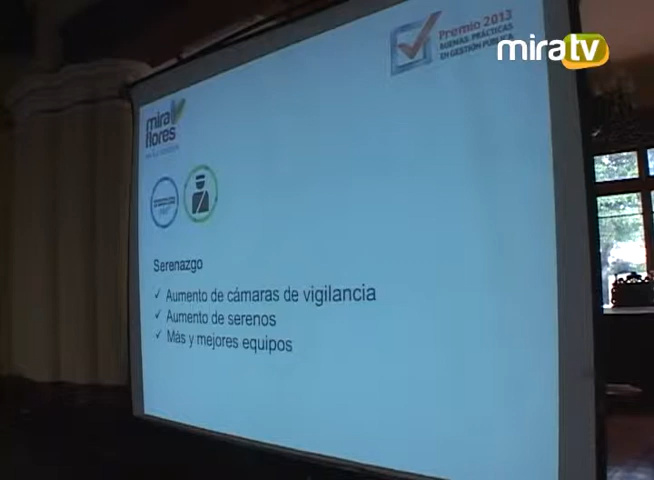 Premio 2013
BUENAS PRÁCTICAS
EN GESTIÓN PÚBLICA
miratv
mira
flores
Serenazgo
✓ Aumento de cámaras de vigilancia
✓ Aumento de serenos
✓ Más y mejores equipos